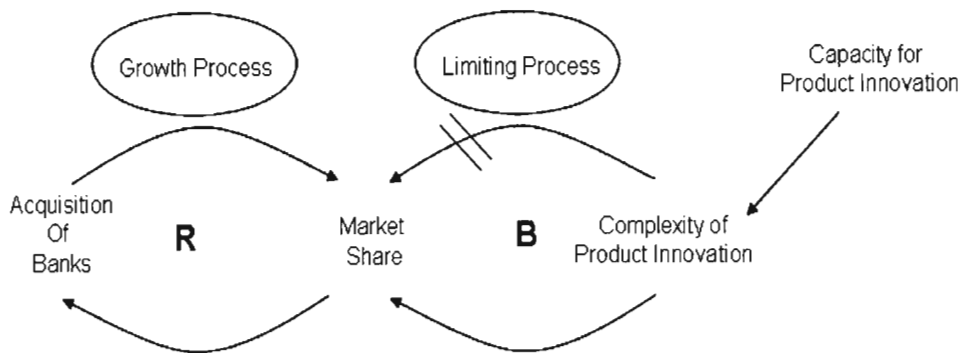 Growth Process
Limiting Process
Capacity for
Product Innovation
Acquisition
Of
Banks
R
Market
Share
B
Complexity of
Product Innovation